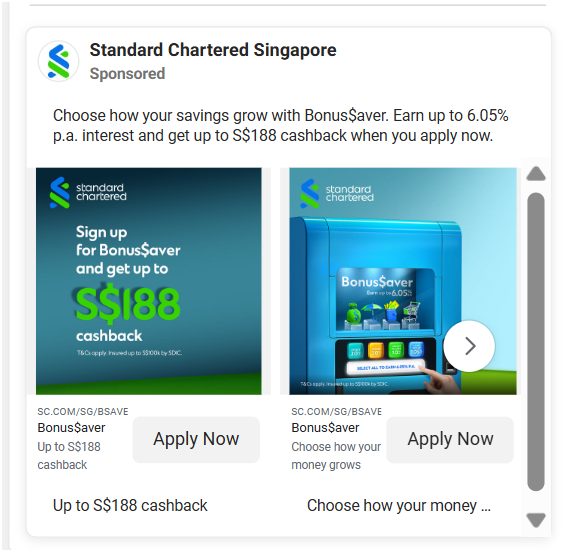 Standard Chartered Singapore
Sponsored
Choose how your savings grow with Bonus$aver. Earn up to 6.05%
p.a. interest and get up to S$188 cashback when you apply now.
standard
chartered
Sign up
for Bonus$aver
and get up to
S$188
cashback
T&Cs apply. Insured up to S$100k by SDIC.
SC.COM/SG/BSAVE
Bonus$aver
Up to S$188
cashback
Apply Now
Up to S$188 cashback
standard
chartered
Bonus$aver
Earn up to 6.05%
SELECT ALL TO EARN 6.05% P.A.
T&Cs apply. Insured up to S$100k by SDIC.
SC.COM/SG/BSAVE
Bonus$aver
Choose how your
money grows
Apply Now
Choose how your money ...